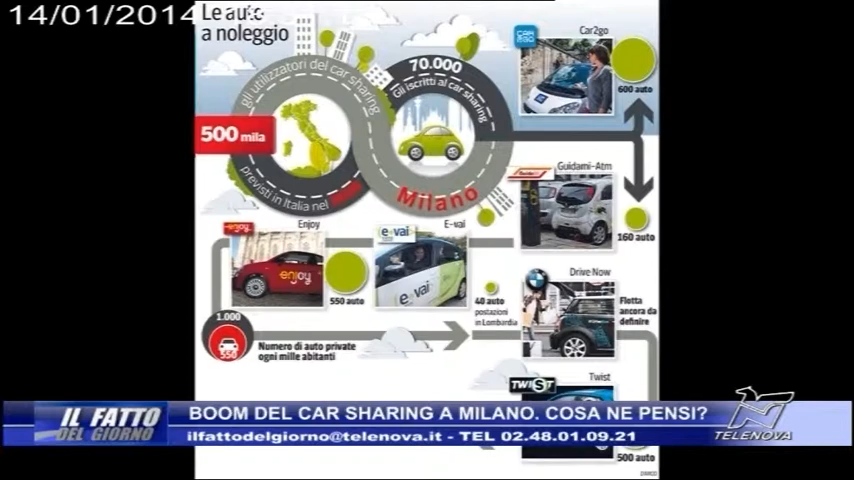 14/01/2014
Le auto
a noleggio
gli utilizzatori del car sharing
500 mila
previsti in Italia nel
70.000
Gli iscritti al car sharing
Milano
Car2go
600 auto
Guidami-Atm
160 auto
Enjoy
enjoy
enjoy
550 auto
E-vai
e vai
e vai
40 auto
postazioni
in Lombardia
Drive Now
BMW
Flotta
ancora da
definire
1.000
550
Numero di auto private
ogni mille abitanti
Twist
TWIST
500 auto
IL FATTO
DEL GIORNO
BOOM DEL CAR SHARING A MILANO. COSA NE PENSI?
ilfattodelgiorno@telenova.it - TEL 02.48.01.09.21
TELENOVA